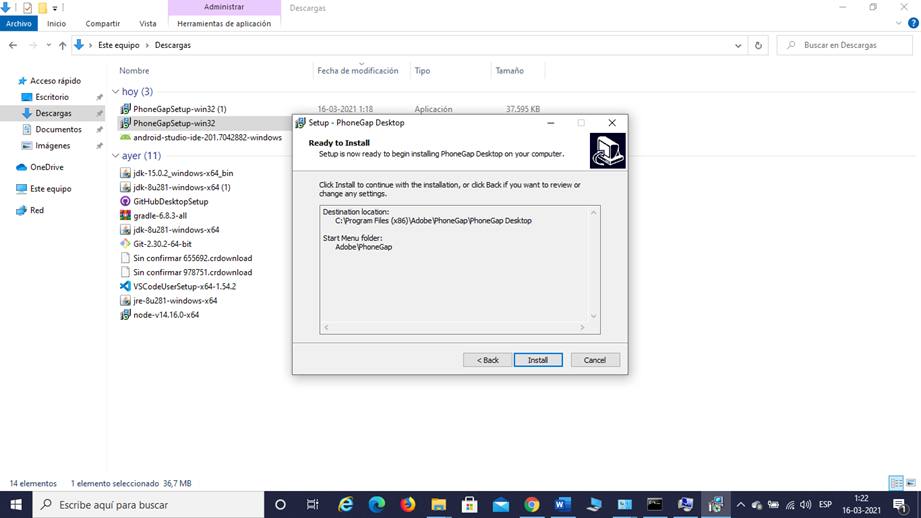 Administrar
Descargas
Archivo Inicio Compartir Vista Herramientas de aplicación
Este equipo Descargas
Buscar en Descargas
Nombre Fecha de modificación Tipo Tamaño
Acceso rápido
Escritorio
Descargas
Documentos
Imágenes
OneDrive
Este equipo
Red
hoy (3)
PhoneGapSetup-win32 (1) 16-03-2021 1:18 Aplicación 37.595 KB
PhoneGapSetup-win32
android-studio-ide-201.7042882-windows
ayer (11)
jdk-15.0.2_windows-x64_bin
jdk-8u281-windows-x64 (1)
GitHubDesktopSetup
gradle-6.8.3-all
jdk-8u281-windows-x64
Git-2.30.2-64-bit
Sin confirmar 655692.crdownload
Sin confirmar 978751.crdownload
VSCodeUserSetup-x64-1.54.2
jre-8u281-windows-x64
node-v14.16.0-x64
Setup - PhoneGap Desktop
Ready to Install
Setup is now ready to begin installing PhoneGap Desktop on your computer.
Click Install to continue with the installation, or click Back if you want to review or
change any settings.
Destination location:
C:\Program Files (x86)\Adobe\PhoneGap\PhoneGap Desktop
Start Menu folder:
Adobe\PhoneGap
< Back Install Cancel
14 elementos 1 elemento seleccionado 36,7 MB
Escribe aquí para buscar
ESP
1:22
16-03-2021
1